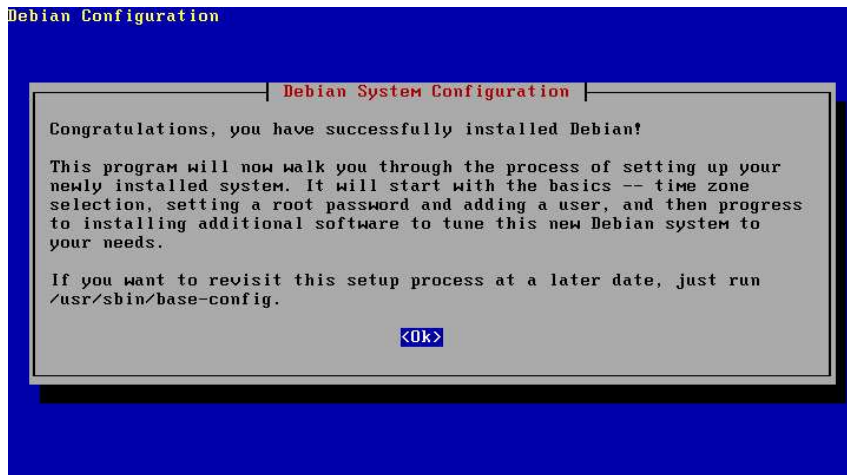 Debian Configuration
Debian System Configuration
Congratulations, you have successfully installed Debian!
This program will now walk you through the process of setting up your
newly installed system. It will start with the basics -- time zone
selection, setting a root password and adding a user, and then progress
to installing additional software to tune this new Debian system to
your needs.
If you want to revisit this setup process at a later date, just run
/usr/sbin/base-config.
<Ok>